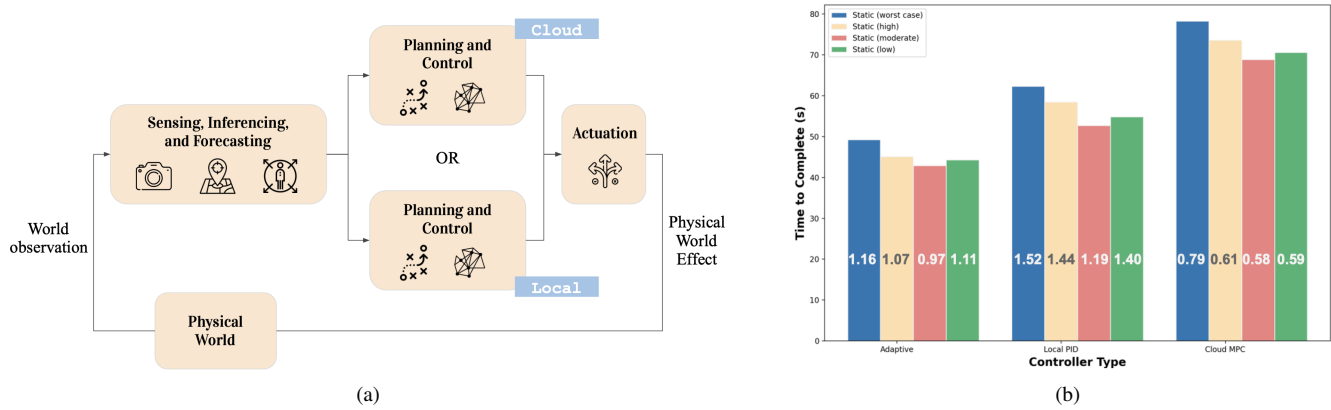 Cloud
Planning and
Control
Sensing, Inferencing,
and Forecasting
OR
Actuation
Planning and
Control
Local
World
observation
Physical
World
Effect
Physical
World
(a)
Static (worst case)
Static (high)
Static (moderate)
Static (low)
Time to Complete (s)
80
70
60
50
40
30
20
10
0
1.16 1.07 0.97 1.11
1.52 1.44 1.19 1.40
0.79 0.61 0.58 0.59
Adaptive
Local PID
Cloud MPC
Controller Type
(b)